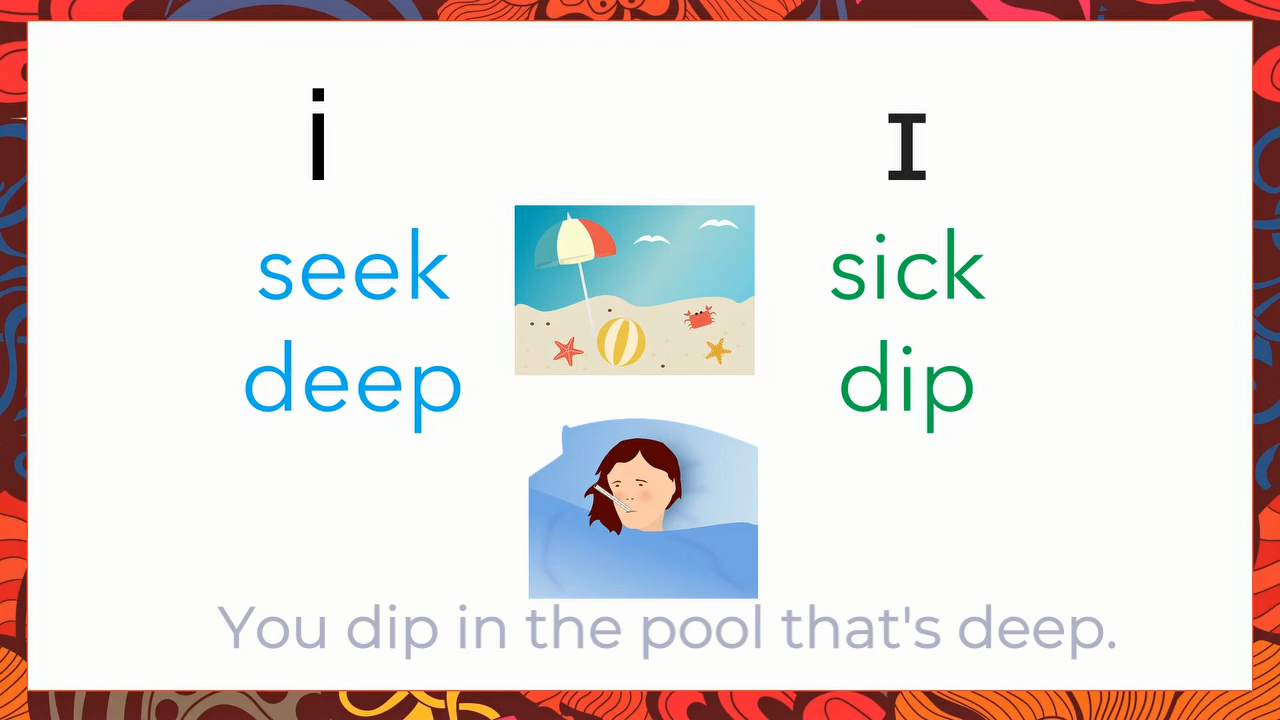 i
ɪ
seek
sick
deep
dip
You dip in the pool that's deep.